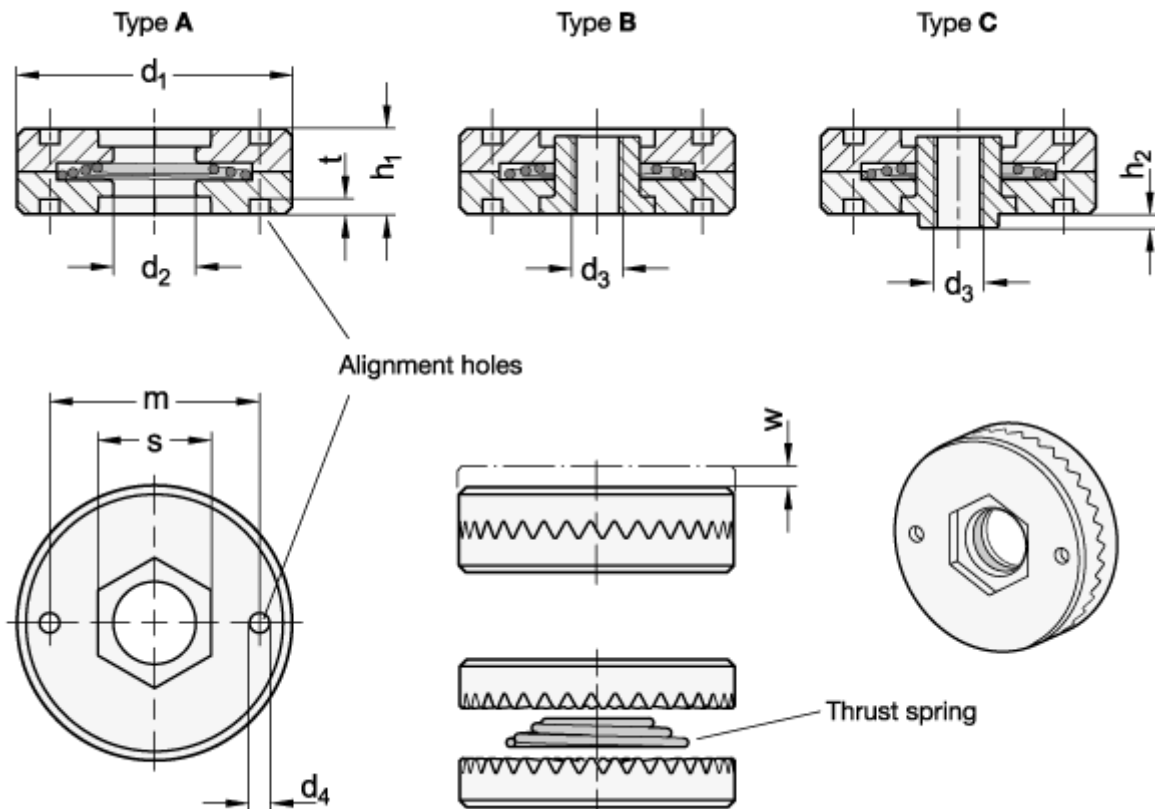 Type A
Type B
Type C
d1
t
h1
h2
d2
d3
d3
Alignment holes
m
s
w
Thrust spring
d4